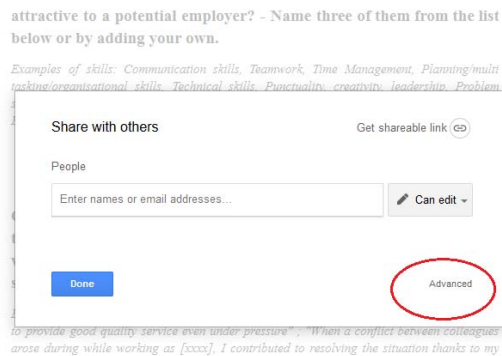 attractive to a potential employer? - Name three of them from the list
below or by adding your own.
Examples of skills: Communication skills, Teamwork, Time Management, Planning/multi
tasking/organisational skills, Technical skills, Punctuality, creativity, leadership, Problem
Share with others
Get shareable link
People
Enter names or email addresses...
Can edit
Done
Advanced
to provide good quality service even under pressure", "When a conflict between colleagues
arose during while working as [xxxx], I contributed to resolving the situation thanks to my